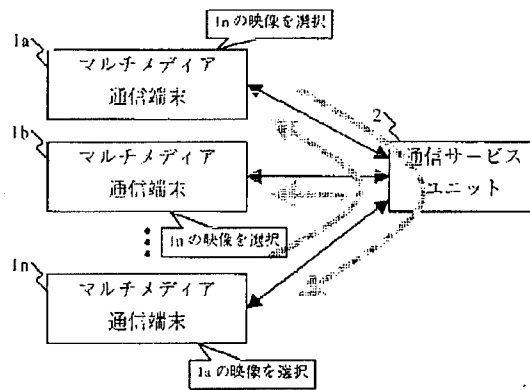 1nの映像を選択
1a
マルチメディア
通信端末
1b
マルチメディア
通信端末
2
通信サービス
ユニット
1nの映像を選択
1n
マルチメディア
通信端末
1aの映像を選択